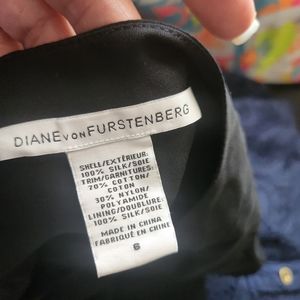 DIANE VON FURSTENBERG
SHELL/EXTÉRIEUR:
100% SILK/SOIE
TRIM/GARNITURES:
70% COTTON/
COTON
30% NYLON/
POLYAMIDE
LINING/DOUBLURE:
100% SILK/SOIE
MADE IN CHINA
FABRIQUÉ EN CHINE
6